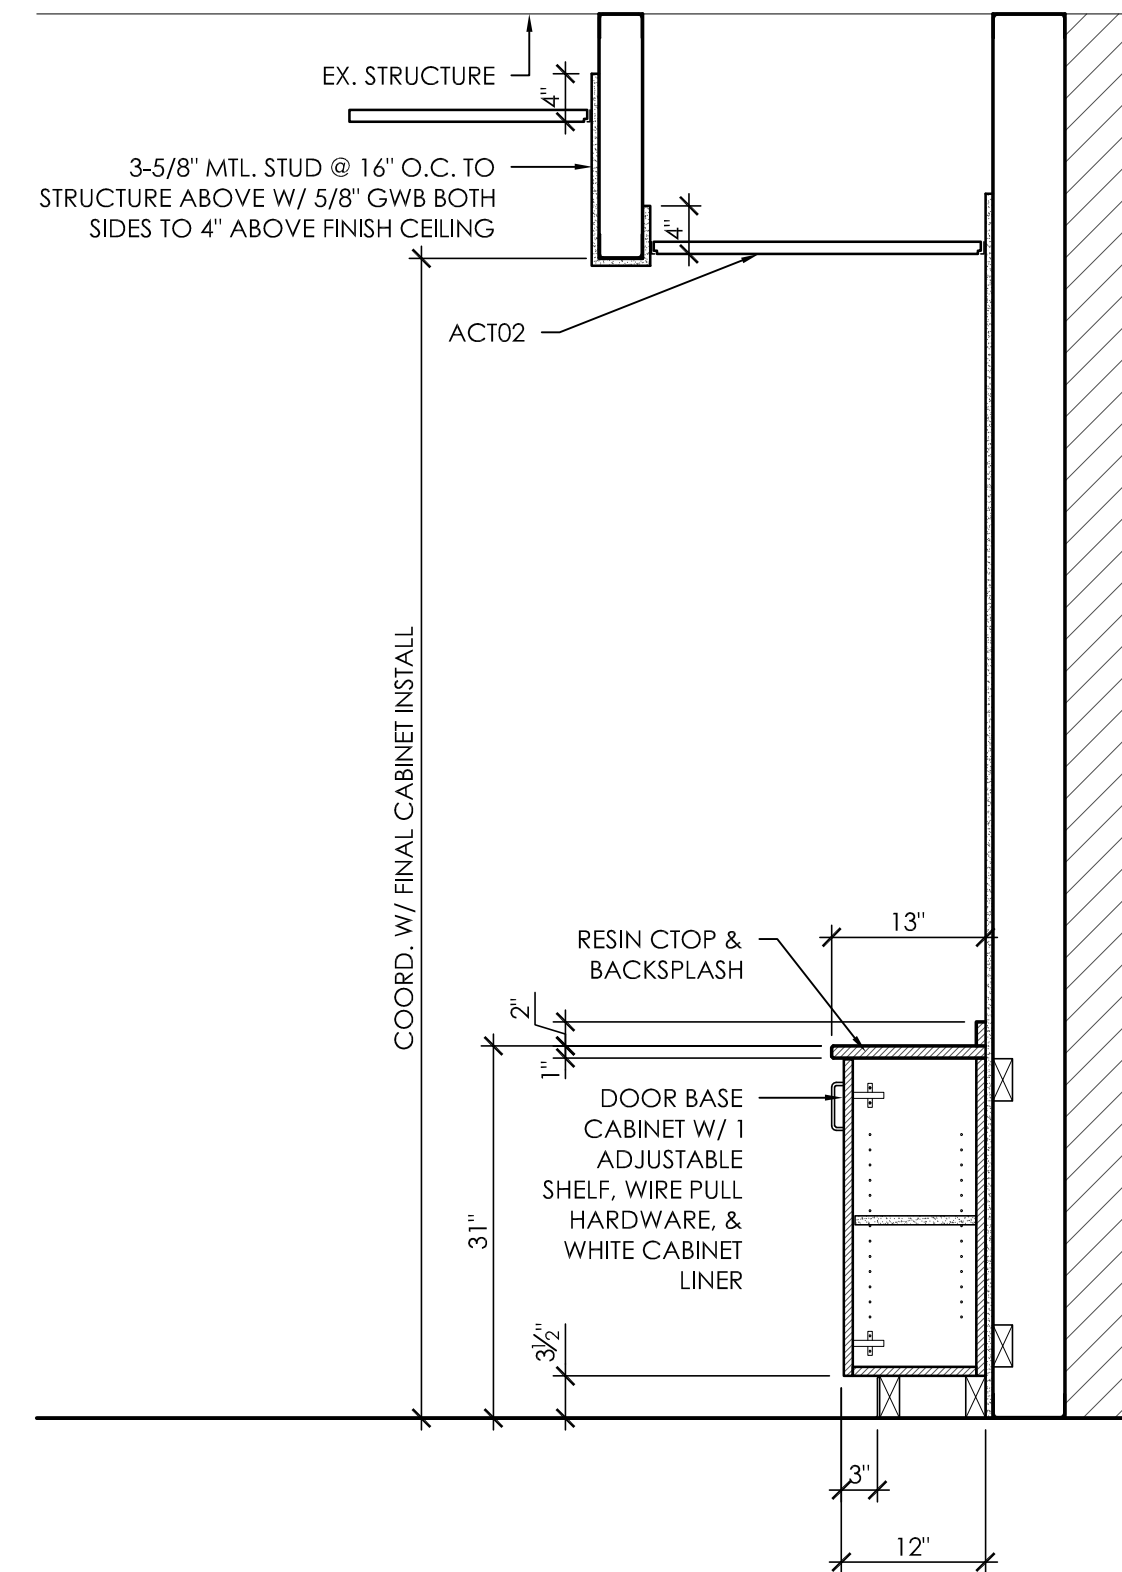 EX. STRUCTURE
4"
3-5/8" MTL. STUD @ 16" O.C. TO
STRUCTURE ABOVE W/ 5/8" GWB BOTH
SIDES TO 4" ABOVE FINISH CEILING
4"
ACT02
COORD. W/ FINAL CABINET INSTALL
13"
RESIN CTOP &
BACKSPLASH
2"
1"
DOOR BASE
CABINET W/ 1
ADJUSTABLE
SHELF, WIRE PULL
HARDWARE, &
WHITE CABINET
LINER
31"
3½"
3"
12"